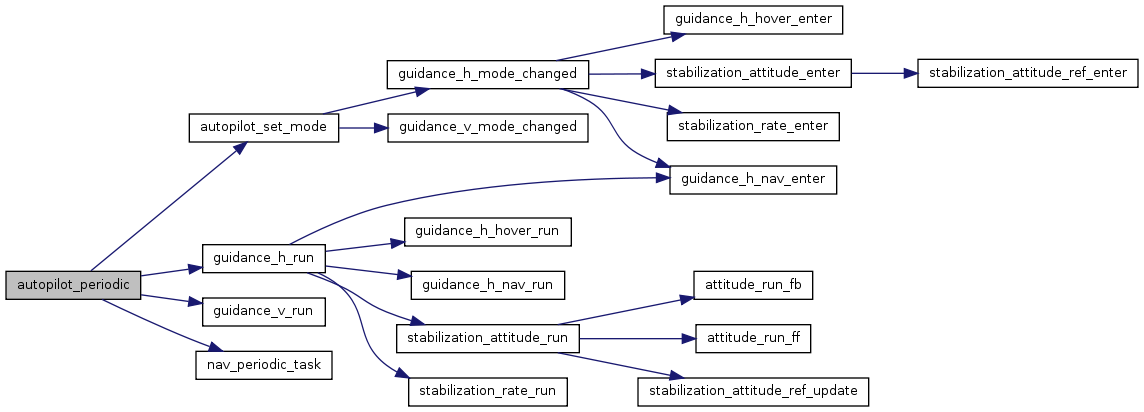 guidance_h_hover_enter
guidance_h_mode_changed
stabilization_attitude_enter
stabilization_attitude_ref_enter
autopilot_set_mode
guidance_v_mode_changed
stabilization_rate_enter
guidance_h_nav_enter
guidance_h_hover_run
guidance_h_run
autopilot_periodic
guidance_h_nav_run
attitude_run_fb
guidance_v_run
stabilization_attitude_run
attitude_run_ff
nav_periodic_task
stabilization_rate_run
stabilization_attitude_ref_update